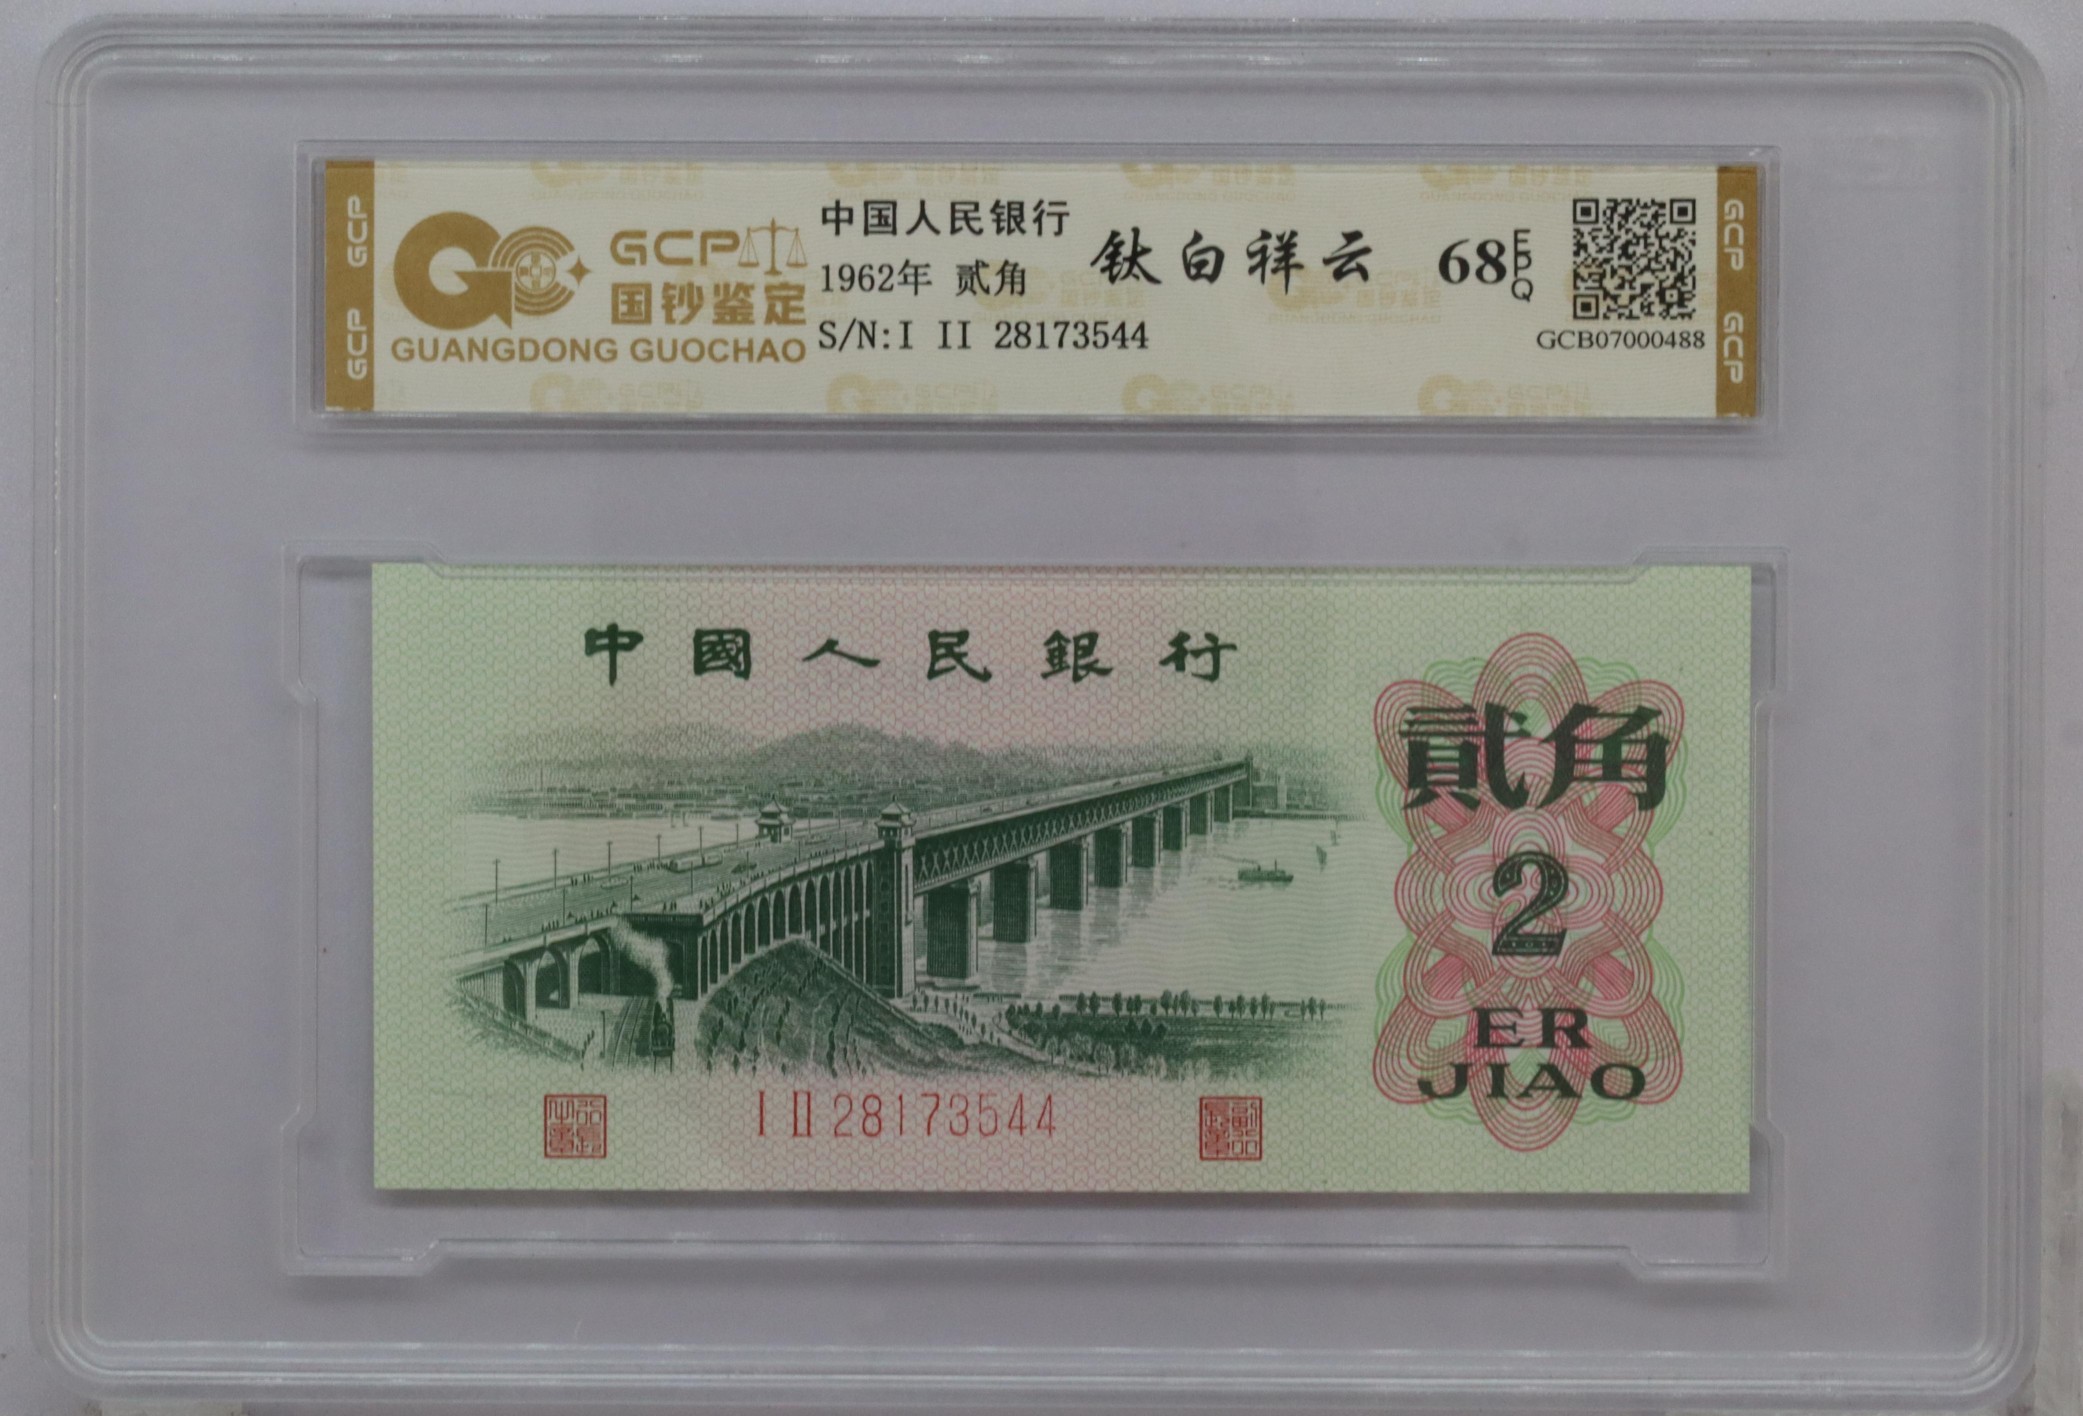 GCP
GCP
GCP
国钞鉴定
GUANGDONG GUOCHAO
中国人民银行
1962年 贰角
S/N:I II 28173544
钛白祥云
68 EPQ
GCB07000488
GCP
GCP
中國人民銀行
貳角
2
ER
JIAO
I II 28173544